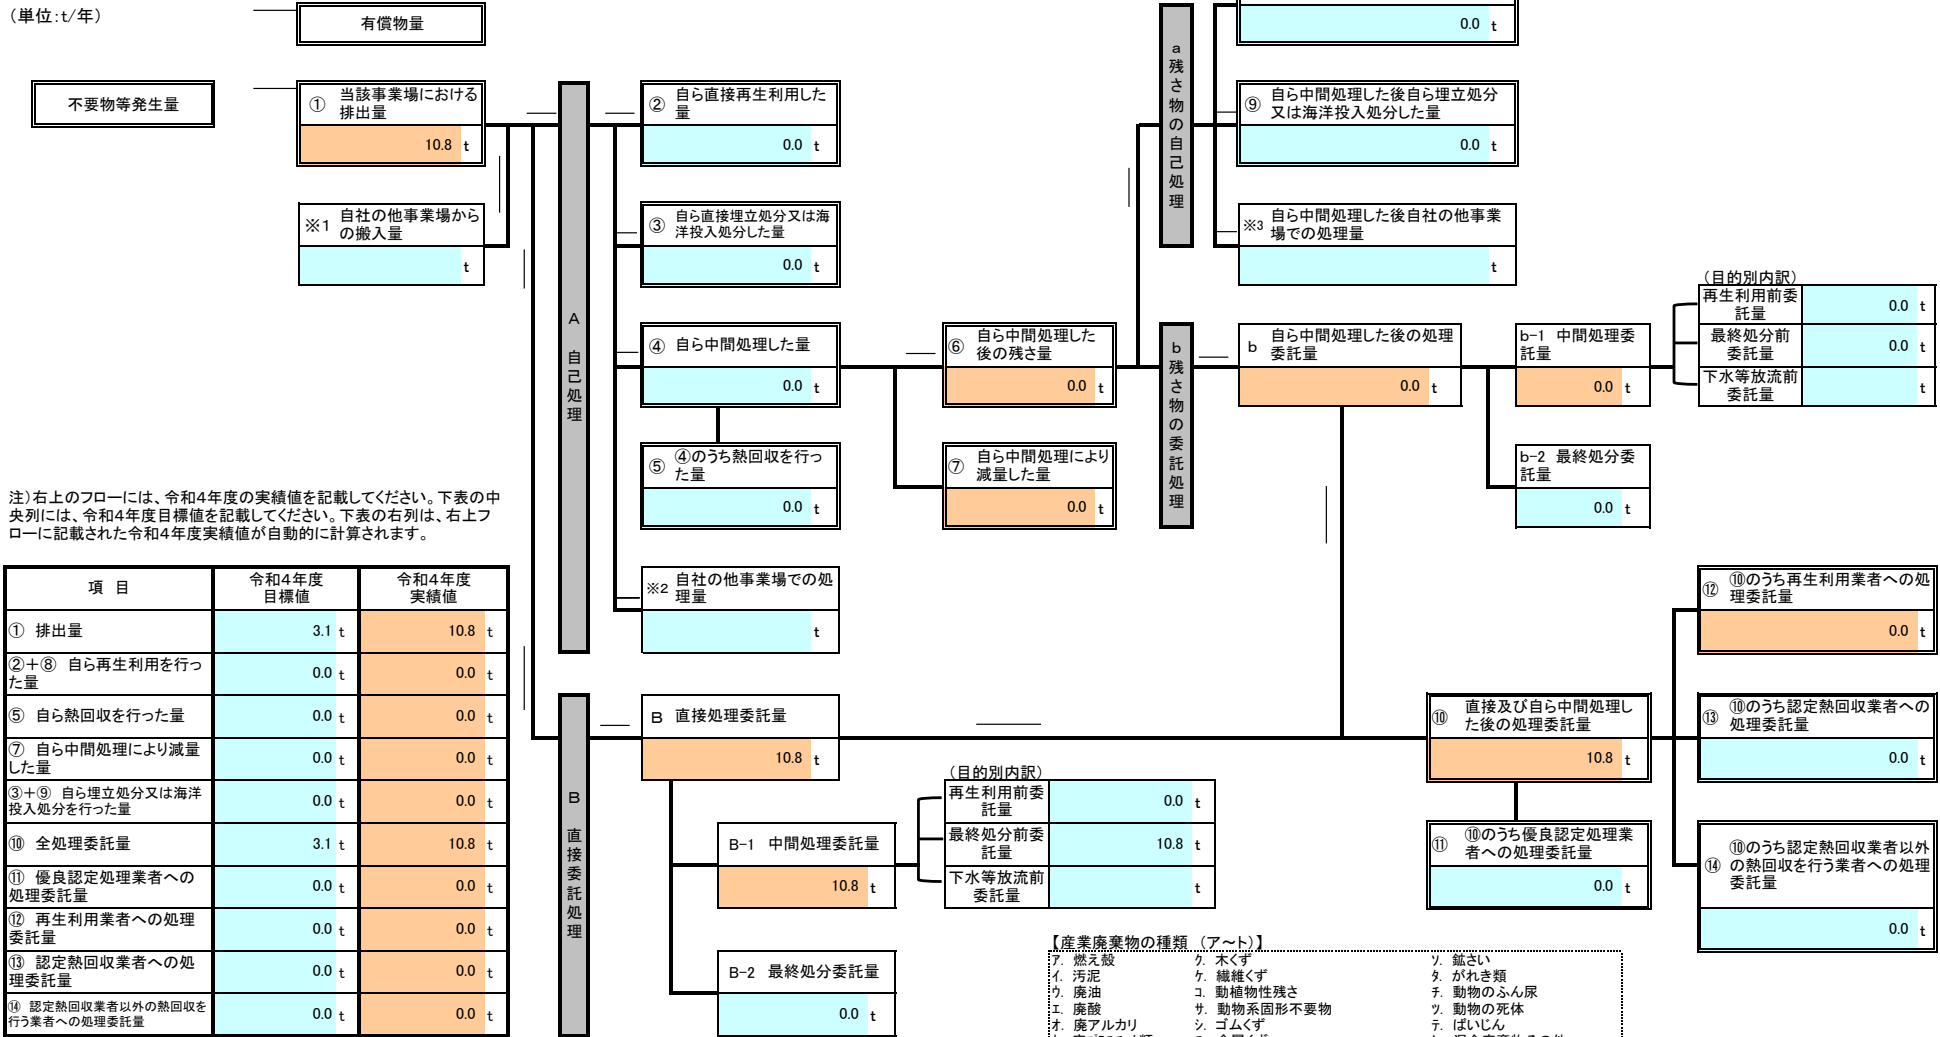 (単位:t/年)
有償物量
0.0 t
不要物等発生量
① 当該事業場における
排出量
10.8 t
② 自ら直接再生利用した
量
0.0 t
a 残さ物の自己処理
⑨ 自ら中間処理した後自ら埋立処分
又は海洋投入処分した量
0.0 t
※1 自社の他事業場から
の搬入量
t
③ 自ら直接埋立処分又は海
洋投入処分した量
0.0 t
※3 自ら中間処理した後自社の他事業
場での処理量
t
A 自己処理
④ 自ら中間処理した量
0.0 t
⑥ 自ら中間処理した
後の残さ量
0.0 t
b 残さ物の委託処理
b 自ら中間処理した後の処理
委託量
0.0 t
b-1 中間処理委
託量
0.0 t
(目的別内訳)
再生利用前委
託量
0.0 t
最終処分前
委託量
0.0 t
下水等放流前
委託量
t
⑤ ④のうち熱回収を行っ
た量
0.0 t
⑦ 自ら中間処理により
減量した量
0.0 t
b-2 最終処分委
託量
0.0 t
注)右上のフローには、令和4年度の実績値を記載してください。下表の中
央列には、令和4年度目標値を記載してください。下表の右列は、右上フ
ローに記載された令和4年度実績値が自動的に計算されます。
※2 自社の他事業場での処
理量
t
項 目 令和4年度 令和4年度
目標値 実績値
① 排出量 3.1 t 10.8 t
②+⑧ 自ら再生利用を行っ
た量 0.0 t 0.0 t
⑤ 自ら熱回収を行った量 0.0 t 0.0 t
⑦ 自ら中間処理により減量
した量 0.0 t 0.0 t
③+⑨ 自ら埋立処分又は海洋
投入処分を行った量 0.0 t 0.0 t
⑩ 全処理委託量 3.1 t 10.8 t
⑪ 優良認定処理業者への
処理委託量 0.0 t 0.0 t
⑫ 再生利用業者への処理
委託量 0.0 t 0.0 t
⑬ 認定熱回収業者への処
理委託量 0.0 t 0.0 t
⑭ 認定熱回収業者以外の熱回収を
行う業者への処理委託量 0.0 t 0.0 t
B 直接委託処理
B 直接処理委託量
10.8 t
B-1 中間処理委託量
10.8 t
(目的別内訳)
再生利用前委
託量
0.0 t
最終処分前委
託量
10.8 t
下水等放流前
委託量
t
B-2 最終処分委託量
0.0 t
⑩ 直接及び自ら中間処理し
た後の処理委託量
10.8 t
⑪ ⑩のうち優良認定処理業
者への処理委託量
0.0 t
⑫ ⑩のうち再生利用業者への処
理委託量
0.0 t
⑬ ⑩のうち認定熱回収業者への
処理委託量
0.0 t
⑭ ⑩のうち認定熱回収業者以外
の熱回収を行う業者への処理
委託量
0.0 t
【産業廃棄物の種類 (ア~ト)】
ア. 燃え殻 ク. 木くず ソ. 鉱さい
イ. 汚泥 ケ. 繊維くず タ. がれき類
ウ. 廃油 コ. 動植物性残さ チ. 動物のふん尿
エ. 廃酸 サ. 動物系固形不要物 ツ. 動物の死体
オ. 廃アルカリ シ. ゴムくず テ. ばいじん